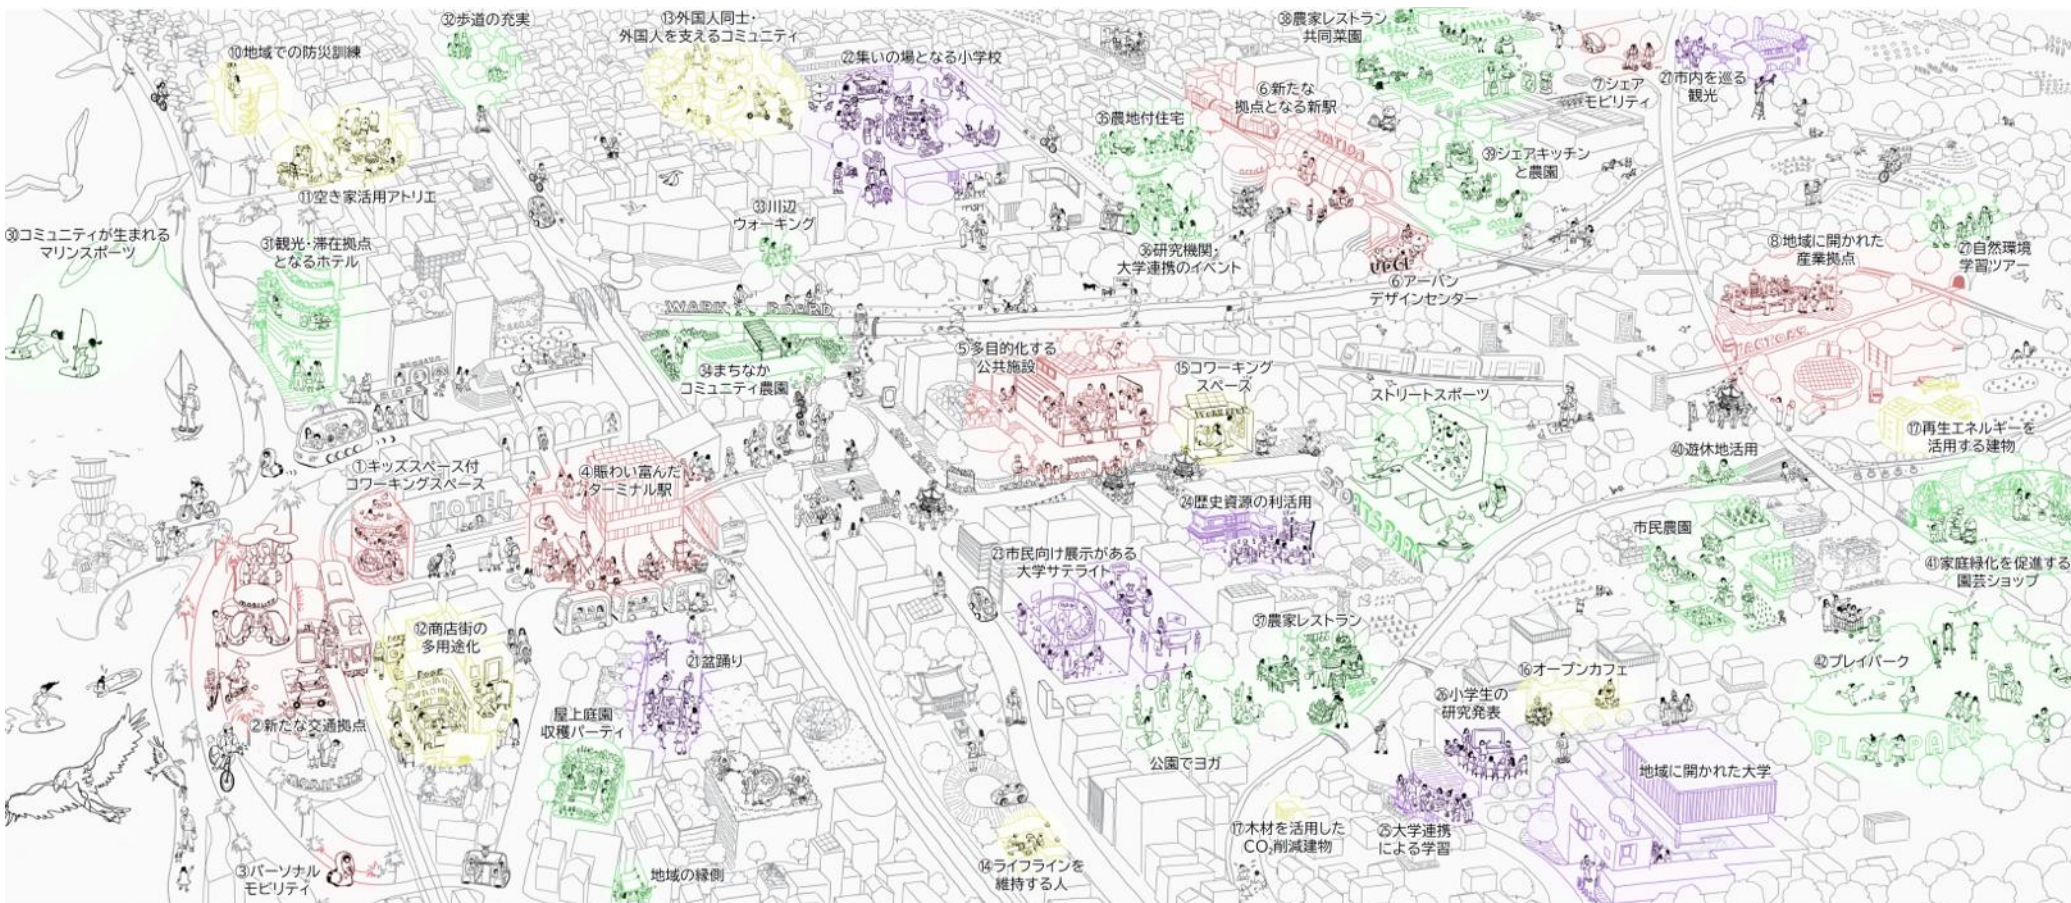 ㉜歩道の充実
⑬外国人同士・
外国人を支えるコミュニティ
㊳農家レストラン
共同菜園
⑩地域での防災訓練
㉒集いの場となる小学校
⑥新たな
拠点となる新駅
⑦シェア
モビリティ
㉗市内を巡る
観光
㉟農地付住宅
STATION
㊴シェアキッチン
と農園
⑪空き家活用アトリエ
㉝川辺
ウォーキング
㉚コミュニティが生まれる
マリンスポーツ
㉛観光・滞在拠点
となるホテル
㊱研究機関・
大学連携のイベント
⑥アーバン
デザインセンター
UDCE
⑧地域に開かれた
産業拠点
㉗自然環境
学習ツアー
FACTORY
㉞まちなか
コミュニティ農園
⑤多目的化する
公共施設
⑮コワーキング
スペース
ストリートスポーツ
⑰再生エネルギーを
活用する建物
㊵遊休地活用
①キッズスペース付
コワーキングスペース
④賑わい富んだ
ターミナル駅
HOTEL
SPORTSPARK
㉔歴史資源の利活用
市民農園
㉓市民向け展示がある
大学サテライト
㊶家庭緑化を促進する
園芸ショップ
MOBILITY
⑫商店街の
多用途化
㉑盆踊り
㊲農家レストラン
⑯オープンカフェ
㊷プレイパーク
㉖小学生の
研究発表
②新たな交通拠点
屋上庭園
収穫パーティ
PLAYPARK
公園でヨガ
地域に開かれた大学
⑰木材を活用した
CO₂削減建物
㉕大学連携
による学習
③パーソナル
モビリティ
地域の縁側
⑭ライフラインを
維持する人